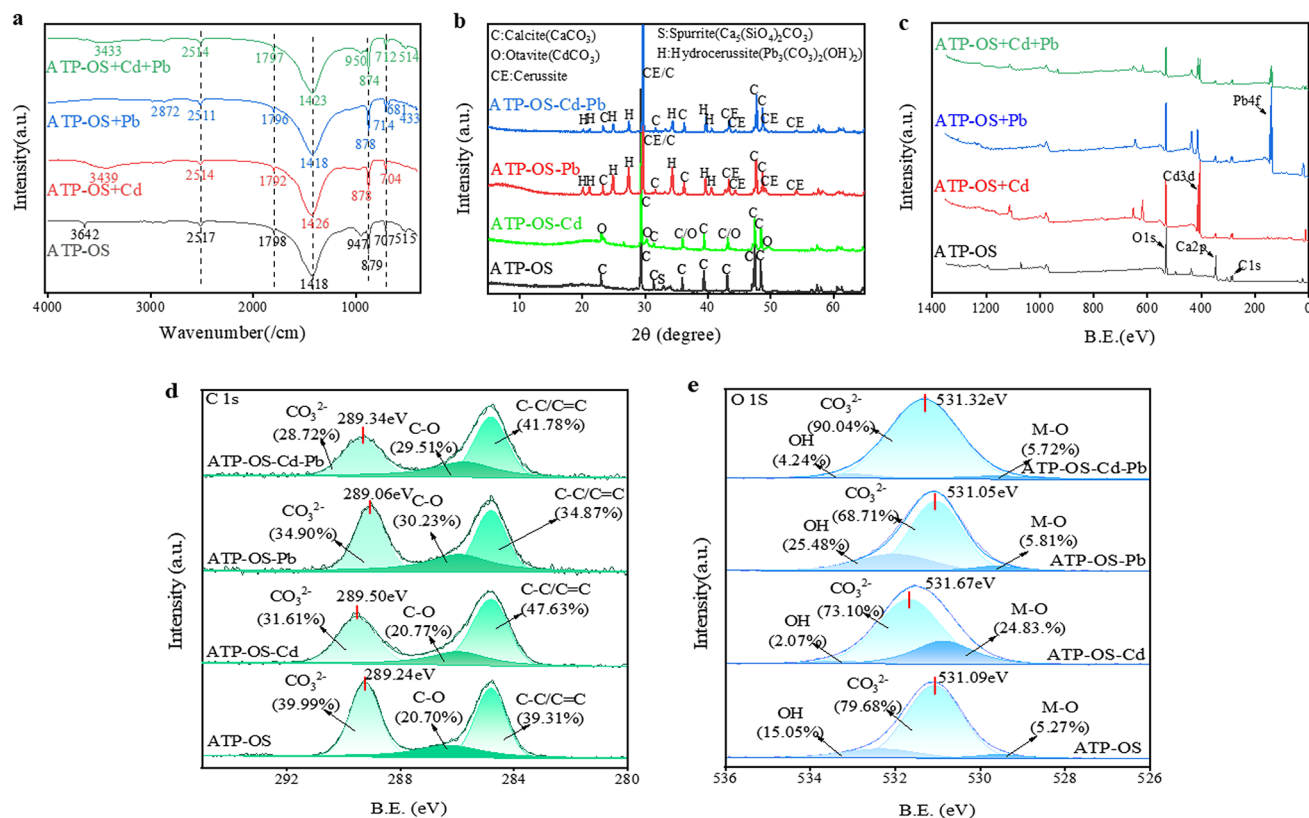 a
Intensity(a.u.)
3433
2514
1797
950
712
514
ATP-OS+Cd+Pb
874
1423
2872
2511
1796
681
ATP-OS+Pb
714
433
878
1418
3439
2514
1792
704
ATP-OS+Cd
878
1426
3642
2517
1798
947
707
515
ATP-OS
879
1418
4000 3000 2000 1000
Wavenumber(/cm)
b
Intensity (a.u.)
C:Calcite(CaCO3)
S:Spurrite(Ca5(SiO4)2CO3)
O:Otavite(CdCO3)
H:Hydrocerussite(Pb3(CO3)2(OH)2)
CE:Cerussite
CE/C
ATP-OS-Cd-Pb
H H C H H C H C H H CE CE C C CE CE
CE/C
ATP-OS-Pb
H H C H H C H C H H C CE CE C C CE CE
ATP-OS-Cd
O C O C C/O C C/O C C O
ATP-OS
C C C S C C C C C C
10 20 30 40 50 60
2θ (degree)
c
Intensity (a.u.)
ATP-OS+Cd+Pb
Pb4f
ATP-OS+Pb
Cd3d
ATP-OS+Cd
O1s
Ca2p
C1s
ATP-OS
1400 1200 1000 800 600 400 200 0
B.E.(eV)
d
Intensity (a.u.)
C 1s
CO3 2-
(28.72%)
289.34eV
C-O
(29.51%)
C-C/C=C
(41.78%)
ATP-OS-Cd-Pb
289.06eV
CO3 2-
(34.90%)
C-O
(30.23%)
C-C/C=C
(34.87%)
ATP-OS-Pb
CO3 2-
(31.61%)
289.50eV
C-O
(20.77%)
C-C/C=C
(47.63%)
ATP-OS-Cd
CO3 2-
(39.99%)
289.24eV
C-O
(20.70%)
C-C/C=C
(39.31%)
ATP-OS
292 288 284 280
B.E. (eV)
e
Intensity(a.u.)
O 1S
CO3 2-
(90.04%)
531.32eV
OH
(4.24%)
M-O
(5.72%)
ATP-OS-Cd-Pb
CO3 2-
(68.71%)
531.05eV
OH
(25.48%)
M-O
(5.81%)
ATP-OS-Pb
CO3 2-
(73.10%)
531.67eV
OH
(2.07%)
M-O
(24.83.%)
ATP-OS-Cd
CO3 2-
(79.68%)
531.09eV
OH
(15.05%)
M-O
(5.27%)
ATP-OS
536 534 532 530 528 526
B.E. (eV)